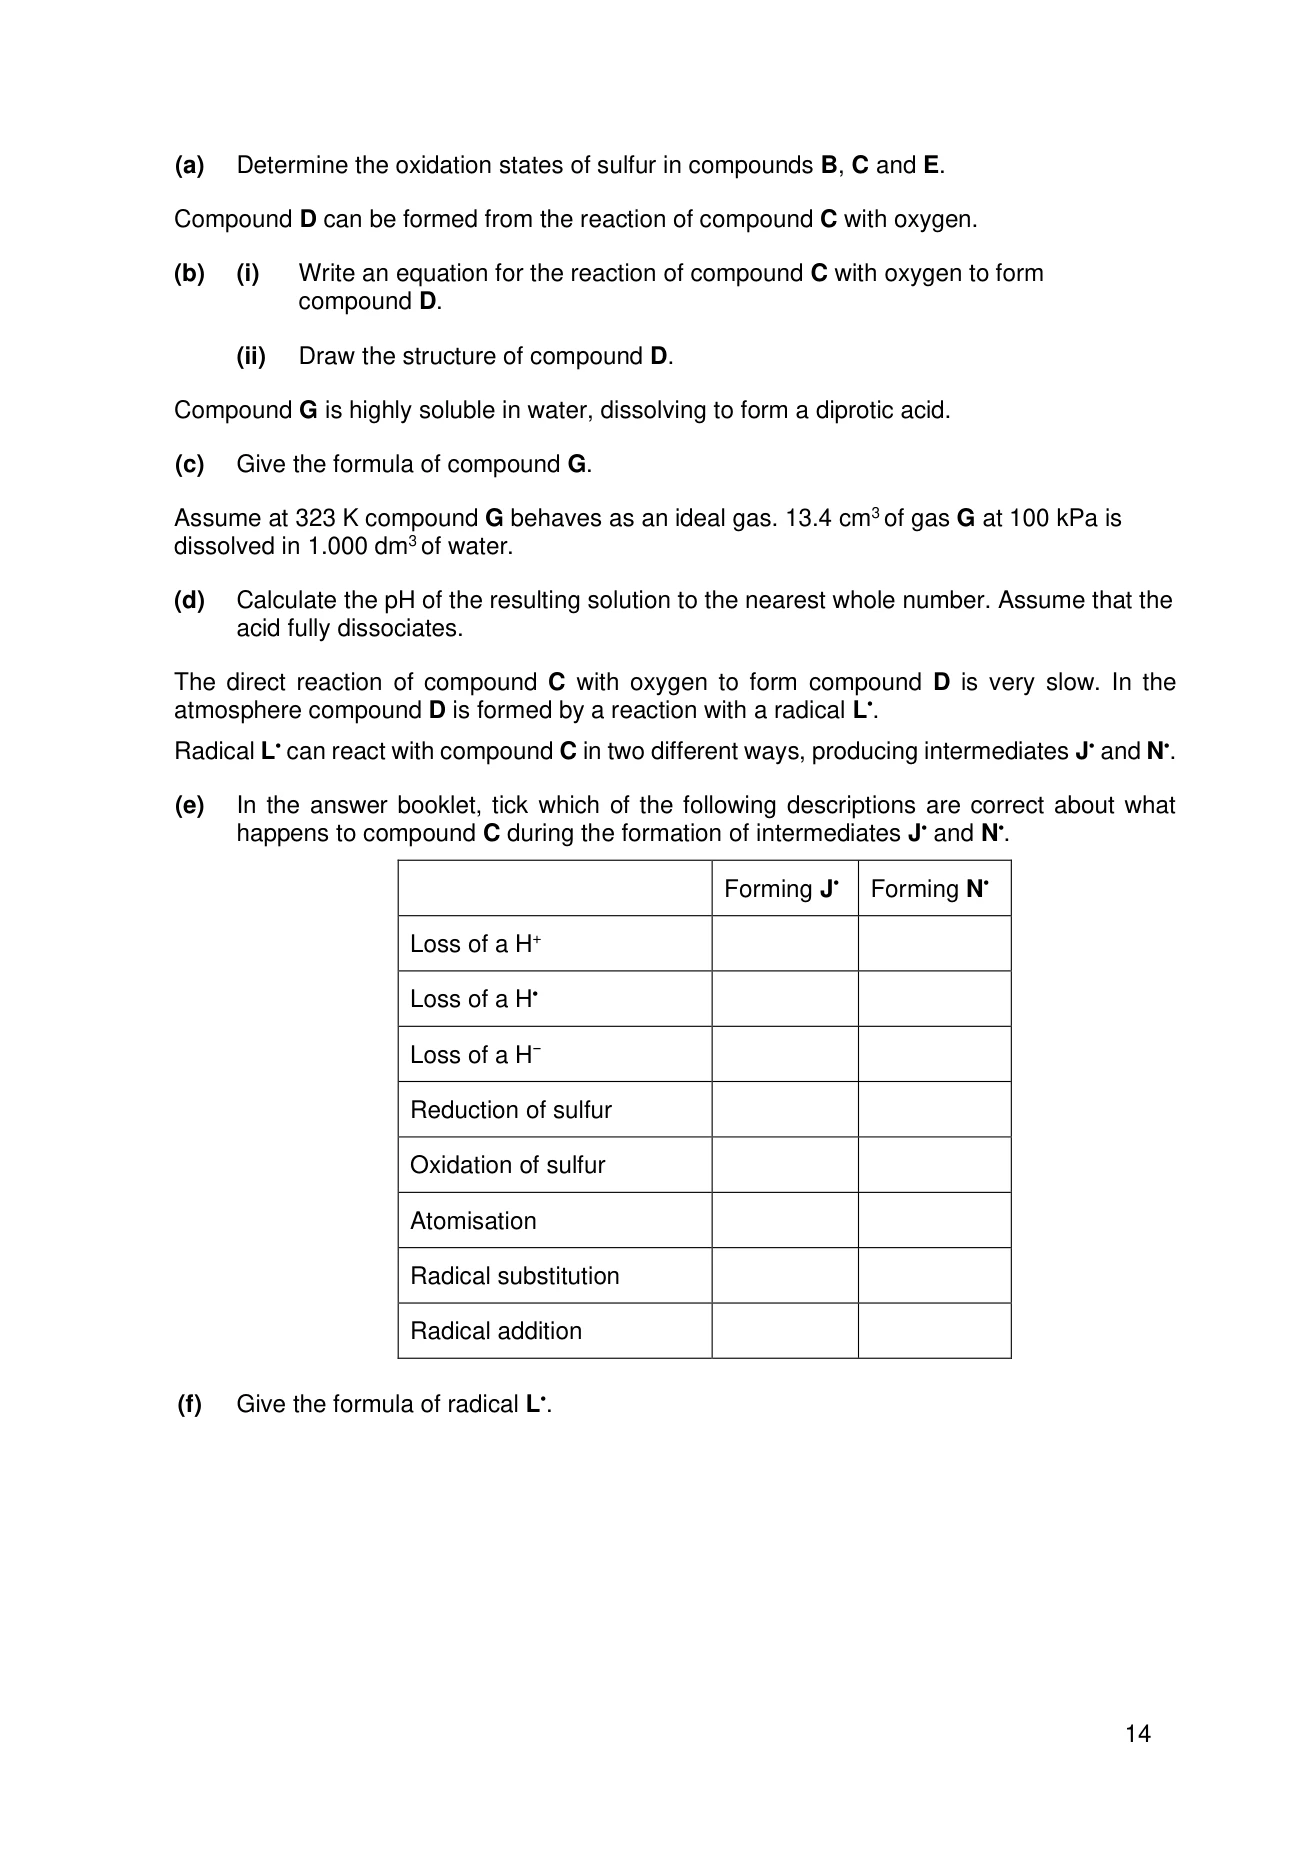 (a) Determine the oxidation states of sulfur in compounds B, C and E.
Compound D can be formed from the reaction of compound C with oxygen.
(b) (i) Write an equation for the reaction of compound C with oxygen to form
compound D.
(ii) Draw the structure of compound D.
Compound G is highly soluble in water, dissolving to form a diprotic acid.
(c) Give the formula of compound G.
Assume at 323 K compound G behaves as an ideal gas. 13.4 cm³ of gas G at 100 kPa is
dissolved in 1.000 dm³ of water.
(d) Calculate the pH of the resulting solution to the nearest whole number. Assume that the
acid fully dissociates.
The direct reaction of compound C with oxygen to form compound D is very slow. In the
atmosphere compound D is formed by a reaction with a radical L•.
Radical L• can react with compound C in two different ways, producing intermediates J• and N•.
(e) In the answer booklet, tick which of the following descriptions are correct about what
happens to compound C during the formation of intermediates J• and N•.
Forming J• Forming N•
Loss of a H⁺
Loss of a H•
Loss of a H⁻
Reduction of sulfur
Oxidation of sulfur
Atomisation
Radical substitution
Radical addition
(f) Give the formula of radical L•.
14